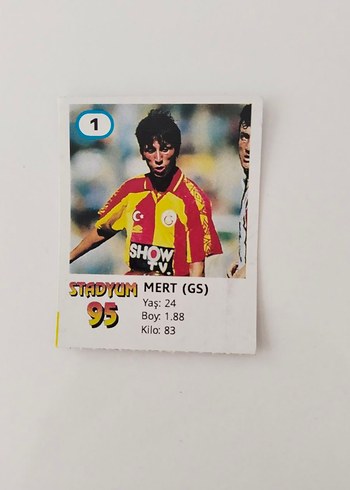 1
SHOW
TV
STADYUM
95
MERT (GS)
Yaş: 24
Boy: 1.88
Kilo: 83